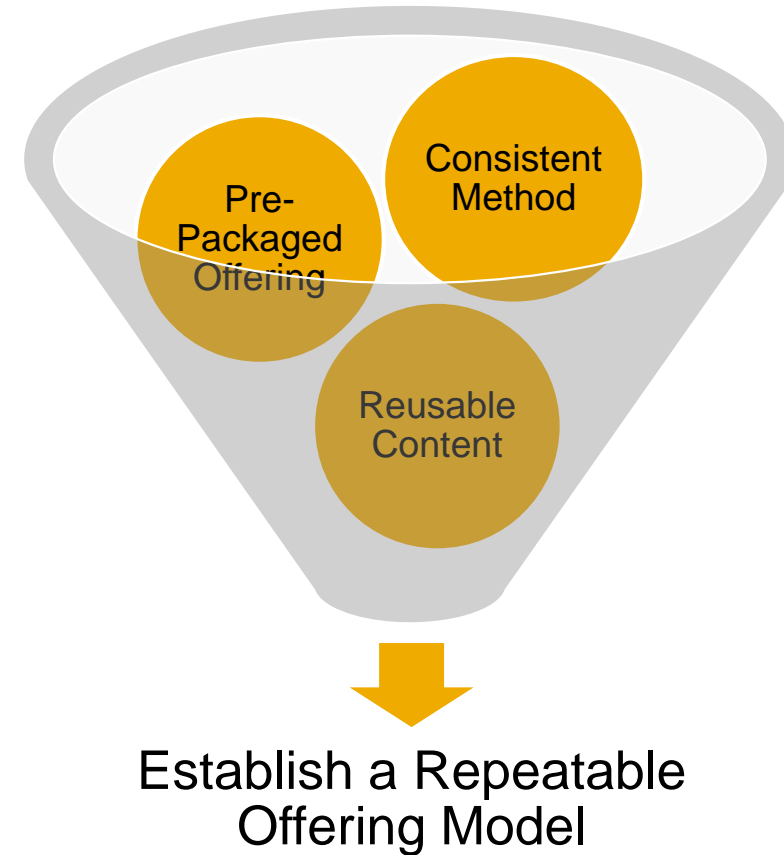 Consistent
Method
Pre-
Packaged
Offering
Reusable
Content
Establish a Repeatable
Offering Model